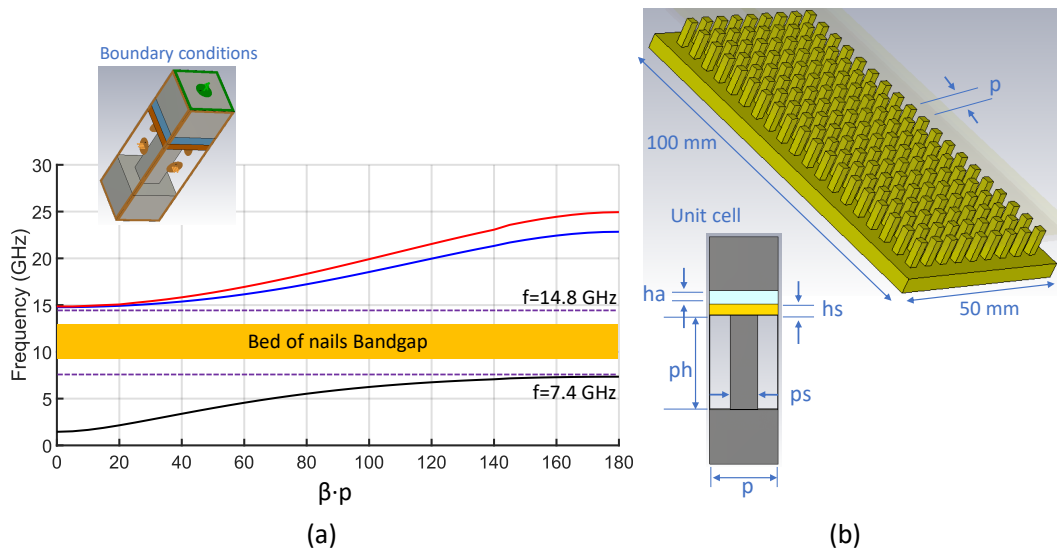 Boundary conditions
30
25
20
15
10
5
0
Frequency (GHz)
f=14.8 GHz
Bed of nails Bandgap
f=7.4 GHz
0 20 40 60 80 100 120 140 160 180
β·p
(a)
p
100 mm
50 mm
Unit cell
ha
hs
ph
ps
p
(b)